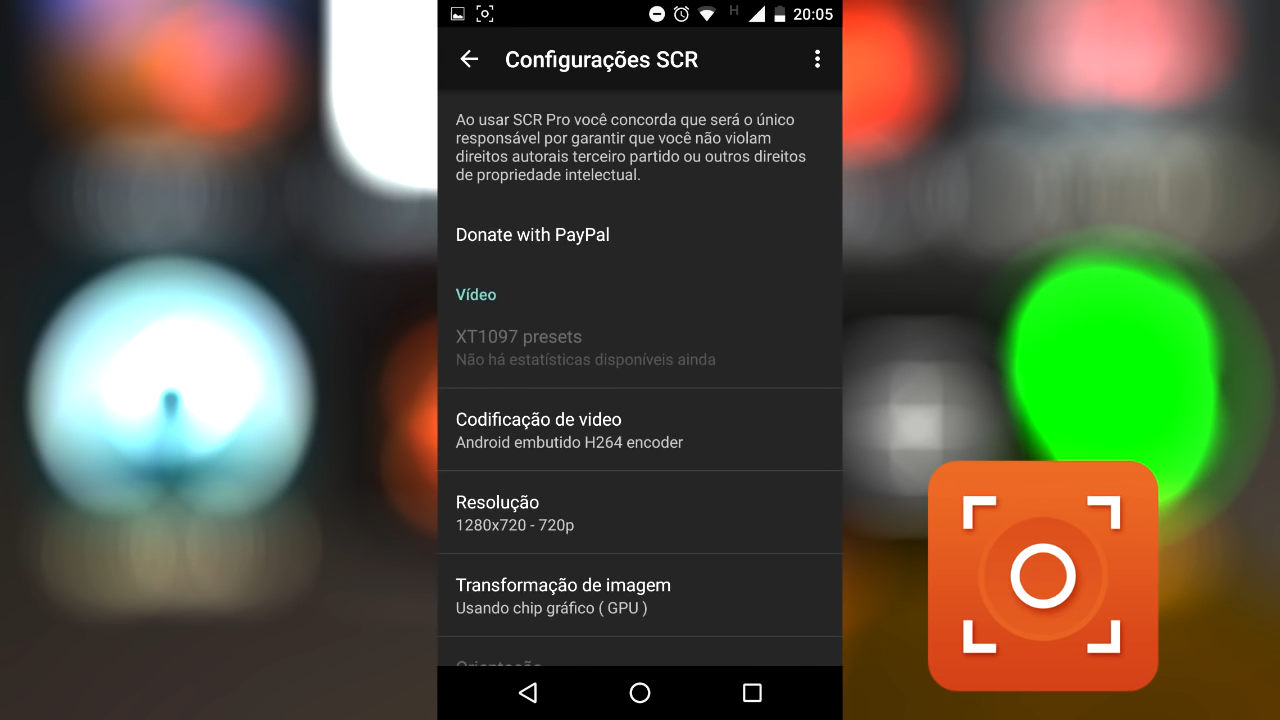 H
20:05
Configurações SCR
Ao usar SCR Pro você concorda que será o único
responsável por garantir que você não violam
direitos autorais terceiro partido ou outros direitos
de propriedade intelectual.
Donate with PayPal
Vídeo
XT1097 presets
Não há estatísticas disponíveis ainda
Codificação de video
Android embutido H264 encoder
Resolução
1280x720 - 720p
Transformação de imagem
Usando chip gráfico ( GPU )